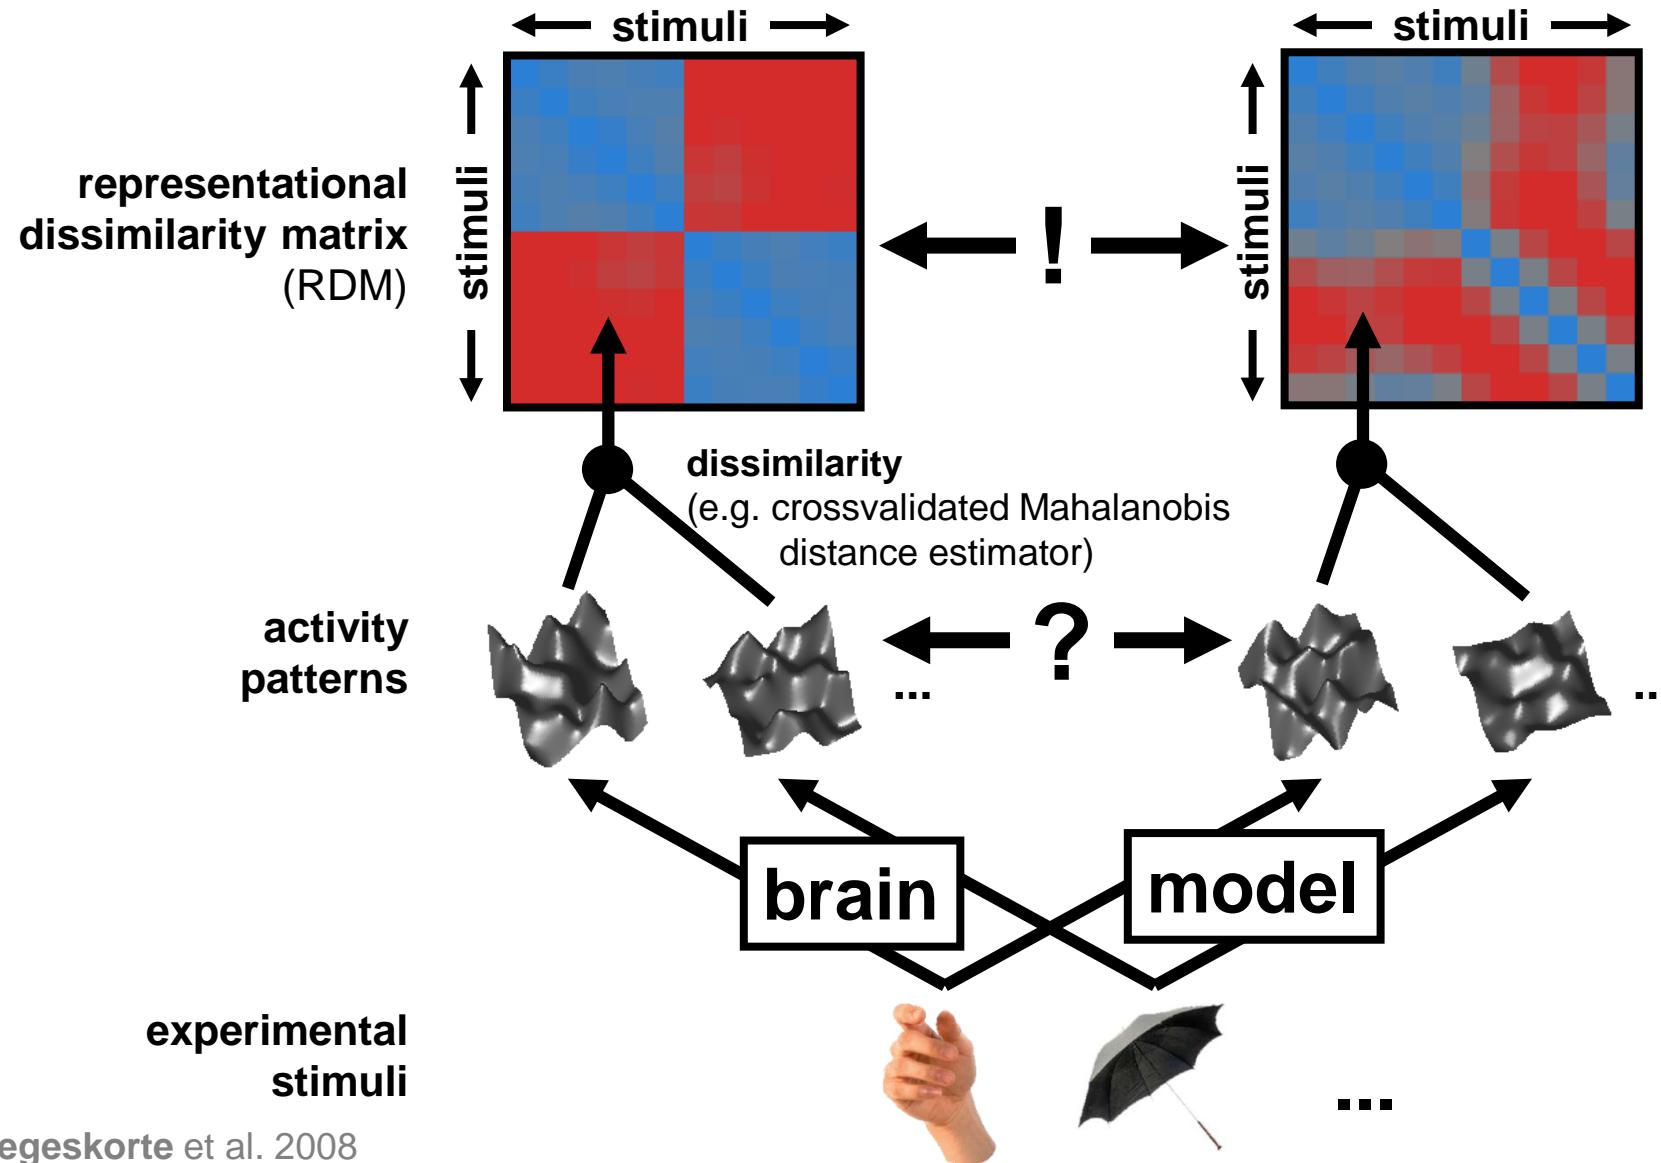 stimuli
stimuli
stimuli
stimuli
representational
dissimilarity matrix
(RDM)
!
dissimilarity
(e.g. crossvalidated Mahalanobis
distance estimator)
activity
patterns
...
?
..
brain
model
experimental
stimuli
...
egeskorte et al. 2008